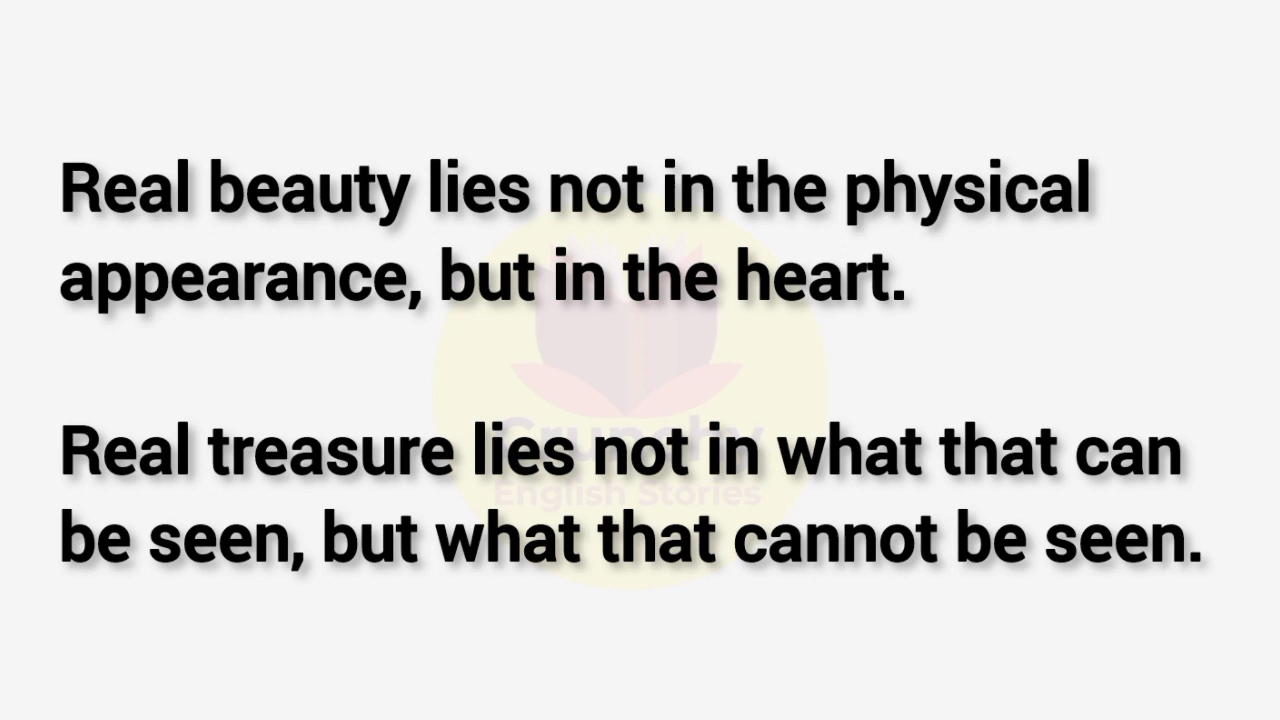 Real beauty lies not in the physical
appearance, but in the heart.
Real treasure lies not in what that can
be seen, but what that cannot be seen.
Crunchy
English Stories